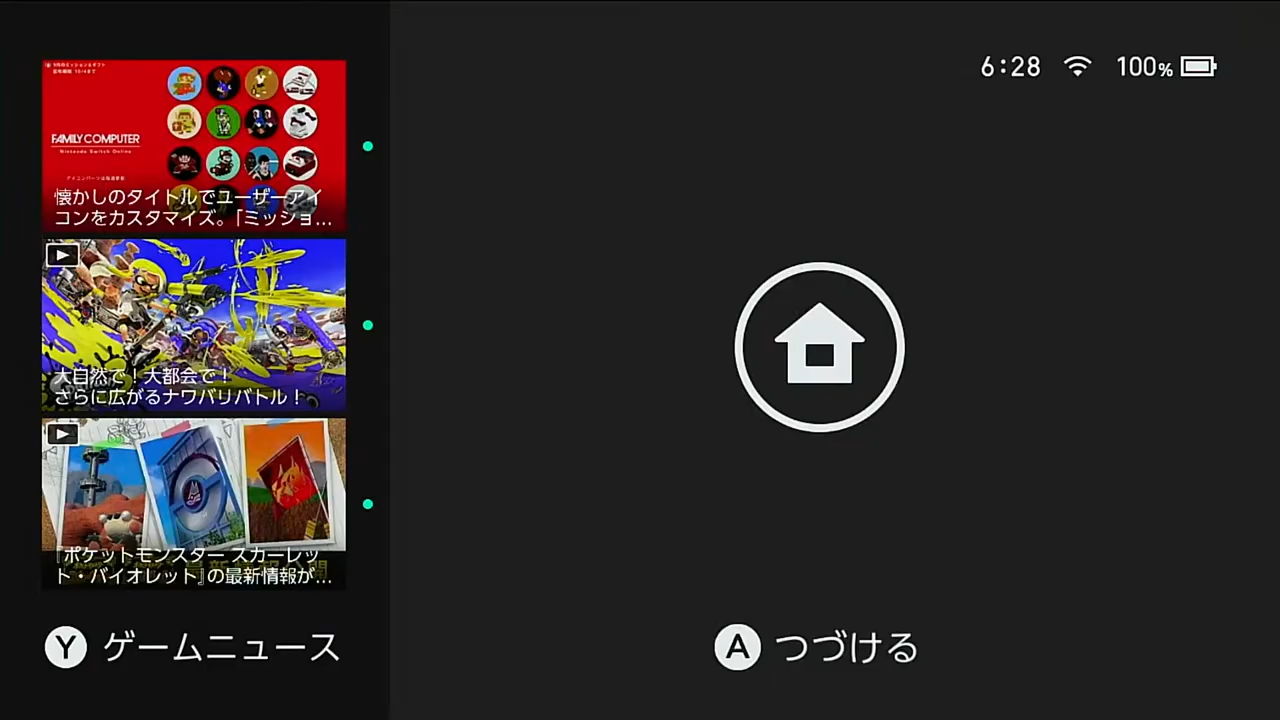 6:28
100%
FAMILY COMPUTER
Nintendo Switch Online
懐かしのタイトルでユーザーアイ
コンをカスタマイズ。「ミッショ...
大自然で！大都会で！
さらに広がるナワバリバトル！
『ポケットモンスター スカーレッ
ト・バイオレット』の最新情報が...
Y ゲームニュース
A つづける